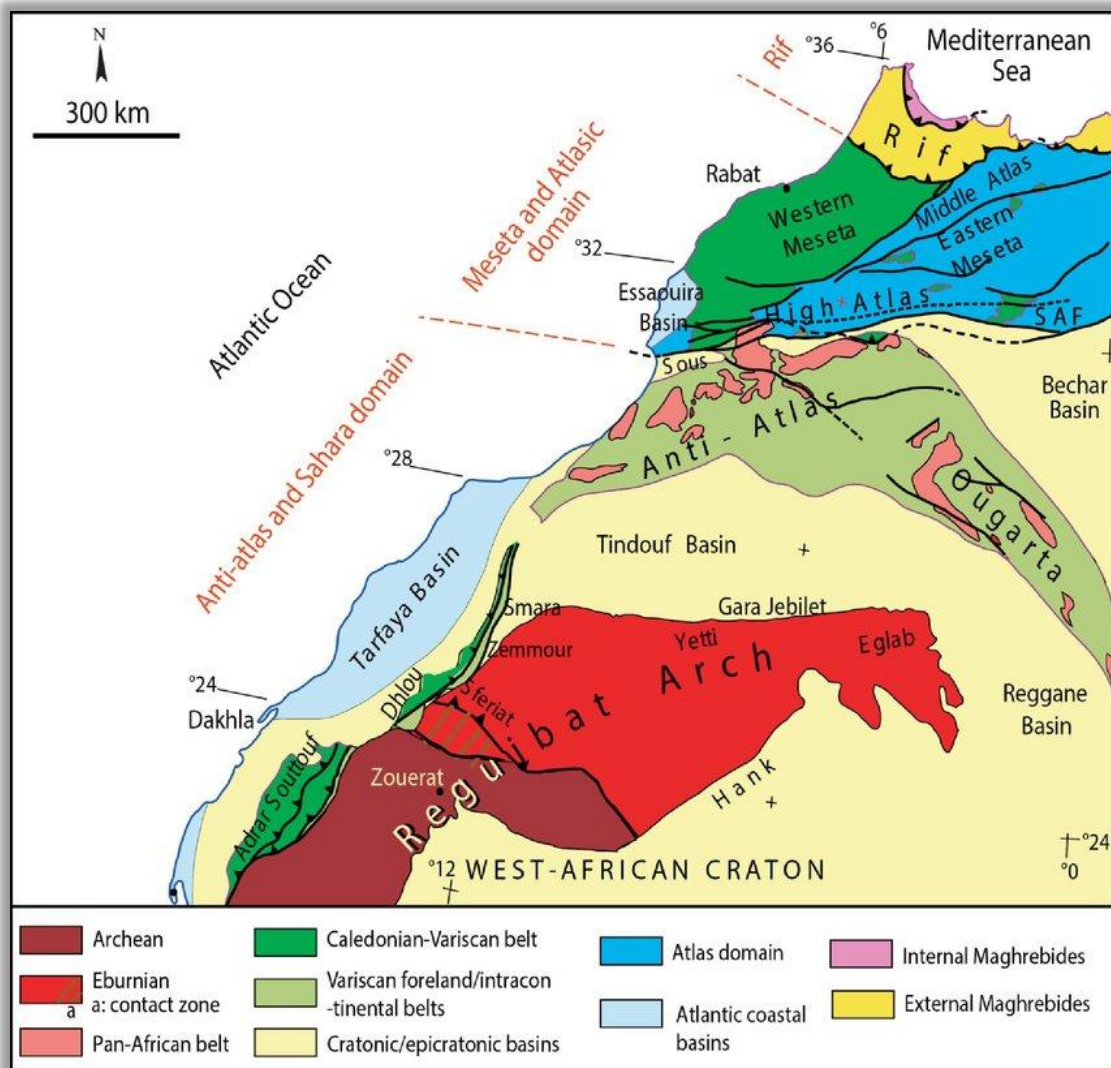 N
300 km
°36
°6
Mediterranean
Sea
Rif
Rif
Rabat
Middle Atlas
Western
Meseta
Eastern
Meseta
Meseta and Atlasic
domain
°32
Essaouira
Basin
High Atlas
SAF
Atlantic Ocean
Sous
Bechar
Basin
Anti-atlas and Sahara domain
Anti - Atlas
°28
Ougarta
Tindouf Basin
Tarfaya Basin
Smara
Gara Jebilet
Zemmour
Yetti
Eglab
°24
Dakhla
Dhlou
Sferiat
Reguibat Arch
Reggane
Basin
Adrar Souttouf
Zouerat
Hank
°24
°0
°12
WEST-AFRICAN CRATON
Archean
Eburnian
a
a: contact zone
Pan-African belt
Caledonian-Variscan belt
Variscan foreland/intracon
-tinental belts
Cratonic/epicratonic basins
Atlas domain
Atlantic coastal
basins
Internal Maghrebides
External Maghrebides